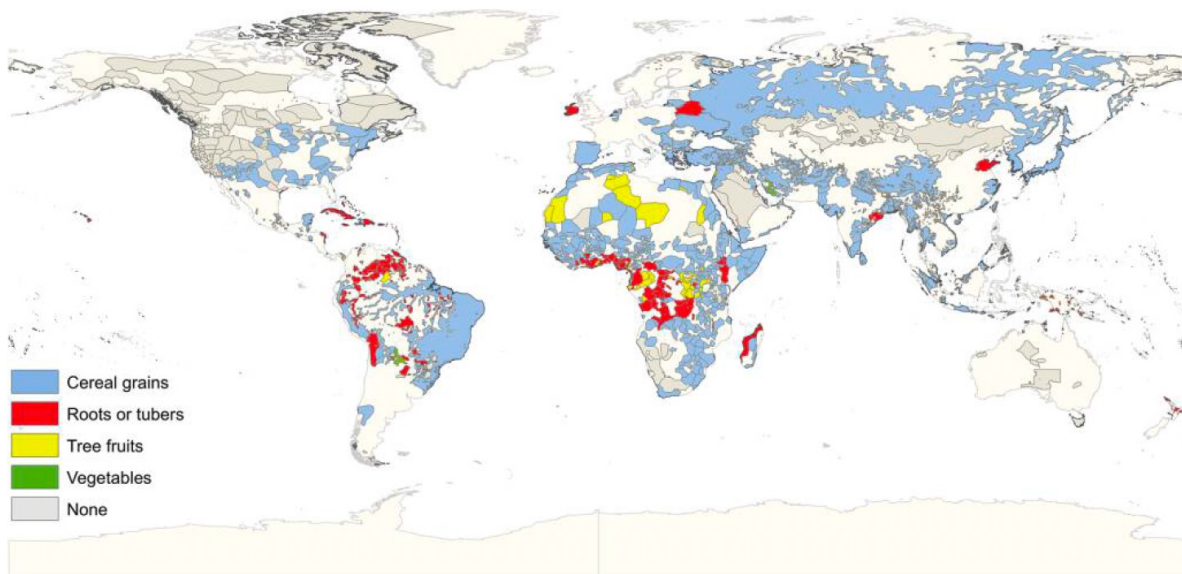 Cereal grains
Roots or tubers
Tree fruits
Vegetables
None